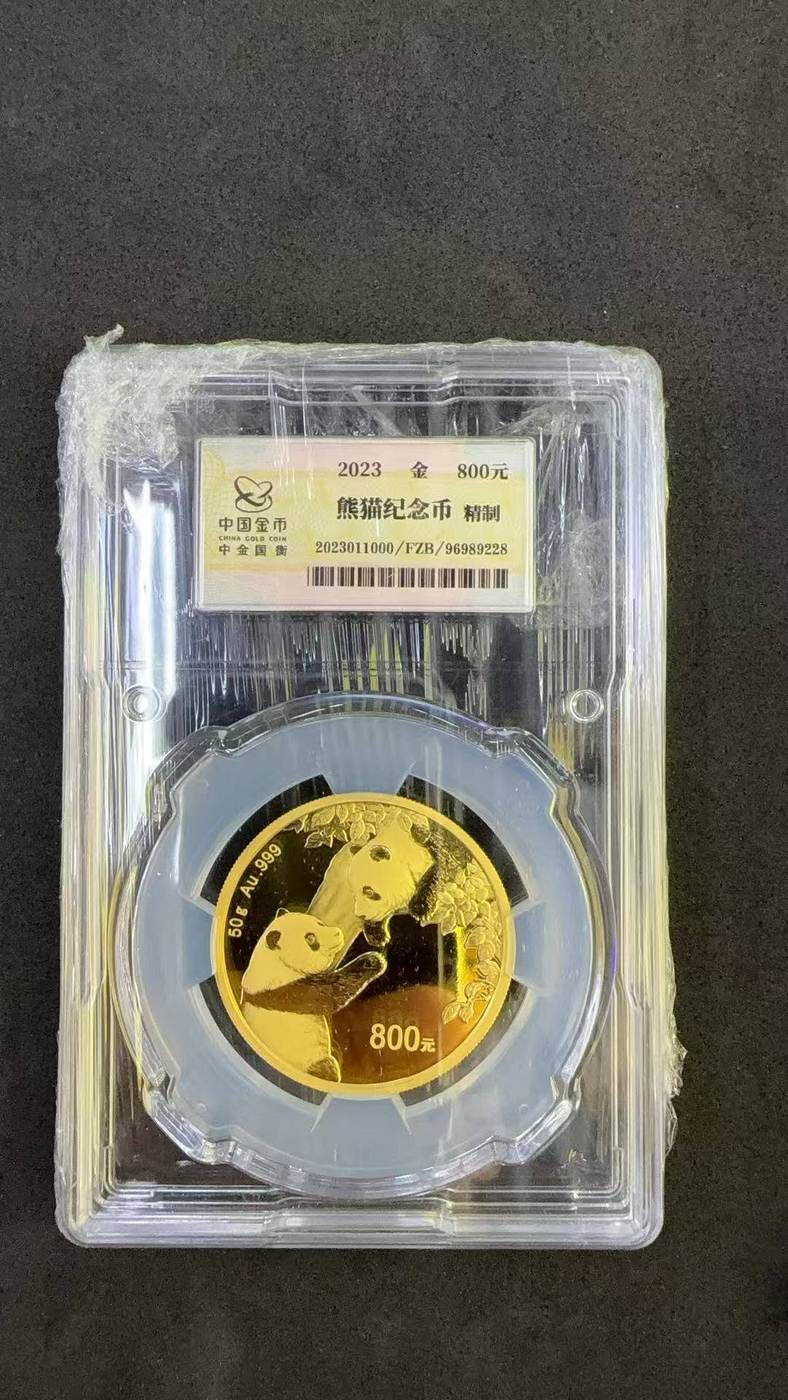 2023 金 800元
熊猫纪念币 精制
中国金币
CHINA GOLD COIN
中金国衡
2023011000/FZB/96989228
50g Au.999
800元